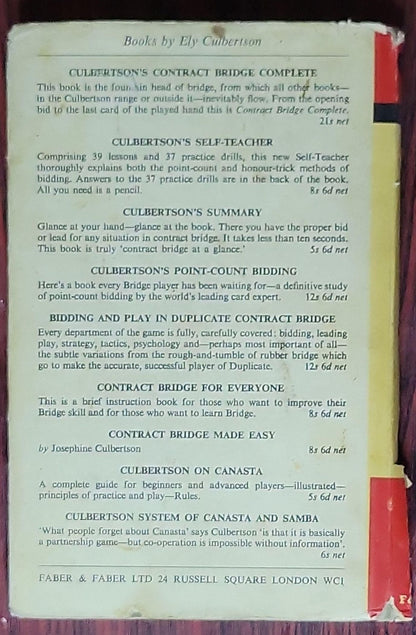 Books by Ely Culbertson
CULBERTSON'S CONTRACT BRIDGE COMPLETE
This book is the fountain head of bridge, from which all other books—
in the Culbertson range or outside it—inevitably flow. From the opening
bid to the last card of the played hand this is Contract Bridge Complete.
21s net
CULBERTSON'S SELF-TEACHER
Comprising 39 lessons and 37 practice drills, this new Self-Teacher
thoroughly explains both the point-count and honour-trick methods of
bidding. Answers to the 37 practice drills are in the back of the book.
All you need is a pencil. 8s 6d net
CULBERTSON'S SUMMARY
Glance at your hand—glance at the book. There you have the proper bid
or lead for any situation in contract bridge. It takes less than ten seconds.
This book is truly 'contract bridge at a glance.' 5s 6d net
CULBERTSON'S POINT-COUNT BIDDING
Here's a book every Bridge player has been waiting for—a definitive study
of point-count bidding by the world's leading card expert. 12s 6d net
BIDDING AND PLAY IN DUPLICATE CONTRACT BRIDGE
Every department of the game is fully, carefully covered: bidding, leading
play, strategy, tactics, psychology and—perhaps most important of all—
the subtle variations from the rough-and-tumble of rubber bridge which
go to make the accurate, successful player of Duplicate. 12s 6d net
CONTRACT BRIDGE FOR EVERYONE
This is a brief instruction book for those who want to improve their
Bridge skill and for those who want to learn Bridge. 8s 6d net
CONTRACT BRIDGE MADE EASY
by Josephine Culbertson 8s 6d net
CULBERTSON ON CANASTA
A complete guide for beginners and advanced players—illustrated—
principles of practice and play—Rules. 5s 6d net
CULBERTSON SYSTEM OF CANASTA AND SAMBA
'What people forget about Canasta' says Culbertson 'is that it is basically
a partnership game—but co-operation is impossible without information'.
6s net
FABER & FABER LTD 24 RUSSELL SQUARE LONDON WC1